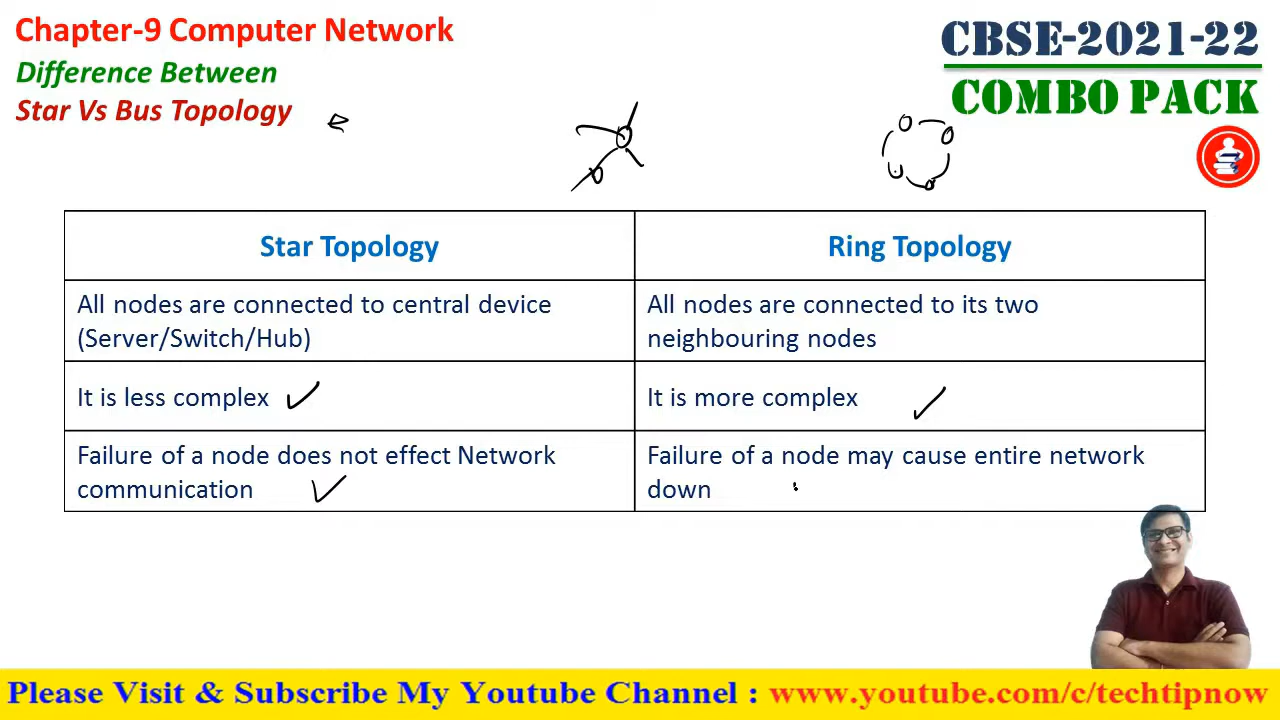 Chapter-9 Computer Network
Difference Between
Star Vs Bus Topology
CBSE-2021-22
COMBO PACK
Star Topology
Ring Topology
All nodes are connected to central device
(Server/Switch/Hub)
All nodes are connected to its two
neighbouring nodes
It is less complex
It is more complex
Failure of a node does not effect Network
communication
Failure of a node may cause entire network
down
Please Visit & Subscribe My Youtube Channel : www.youtube.com/c/techtipnow